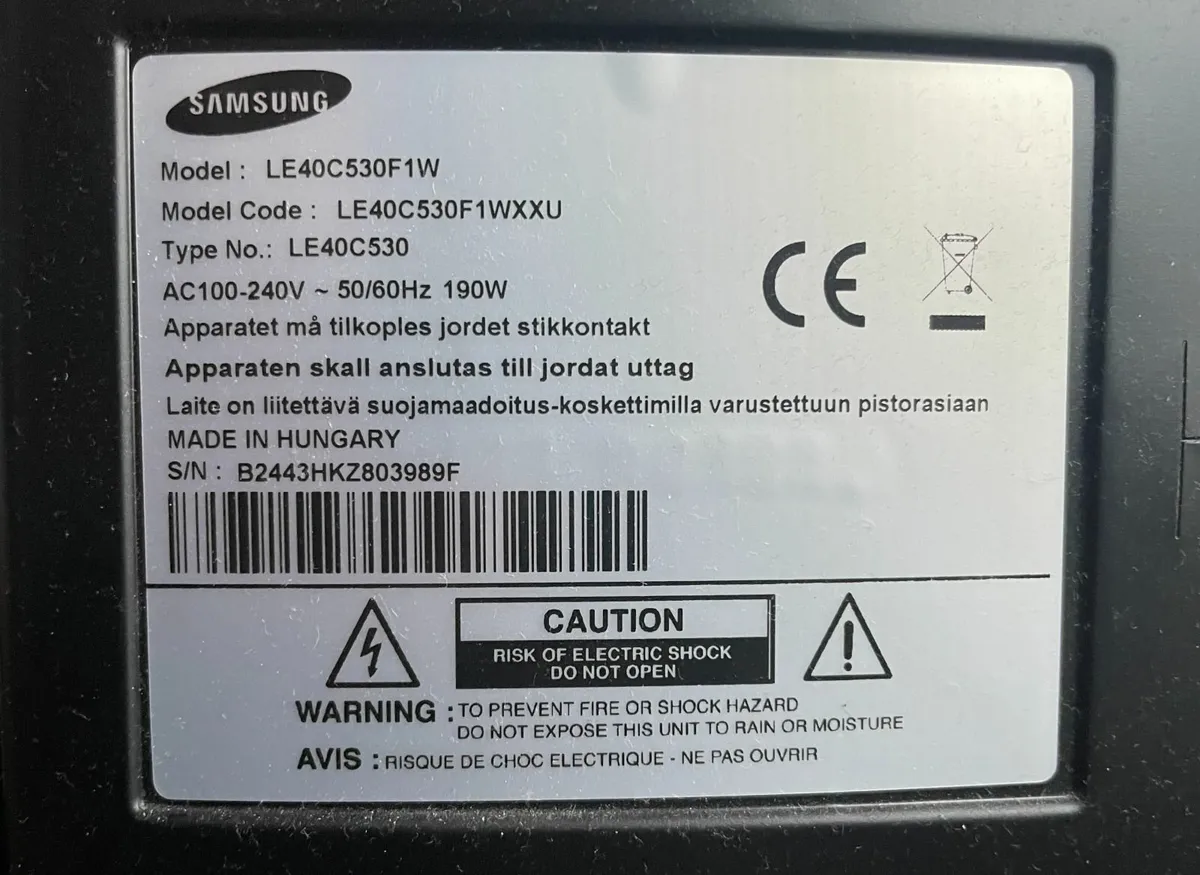 SAMSUNG
Model : LE40C530F1W
Model Code : LE40C530F1WXXU
Type No.: LE40C530
AC100-240V ~ 50/60Hz 190W
Apparatet må tilkoples jordet stikkontakt
Apparaten skall anslutas till jordat uttag
Laite on liitettävä suojamaadoitus-koskettimilla varustettuun pistorasiaan
MADE IN HUNGARY
S/N : B2443HKZ803989F
CE
CAUTION
RISK OF ELECTRIC SHOCK
DO NOT OPEN
WARNING : TO PREVENT FIRE OR SHOCK HAZARD
DO NOT EXPOSE THIS UNIT TO RAIN OR MOISTURE
AVIS : RISQUE DE CHOC ELECTRIQUE - NE PAS OUVRIR